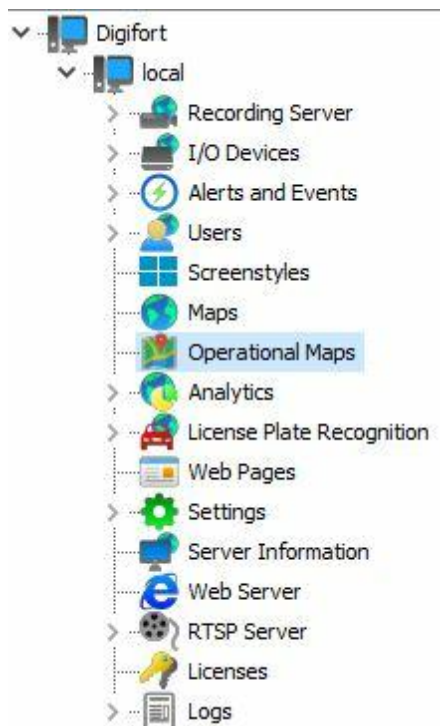 Digifort
local
Recording Server
I/O Devices
Alerts and Events
Users
Screenstyles
Maps
Operational Maps
Analytics
License Plate Recognition
Web Pages
Settings
Server Information
Web Server
RTSP Server
Licenses
Logs